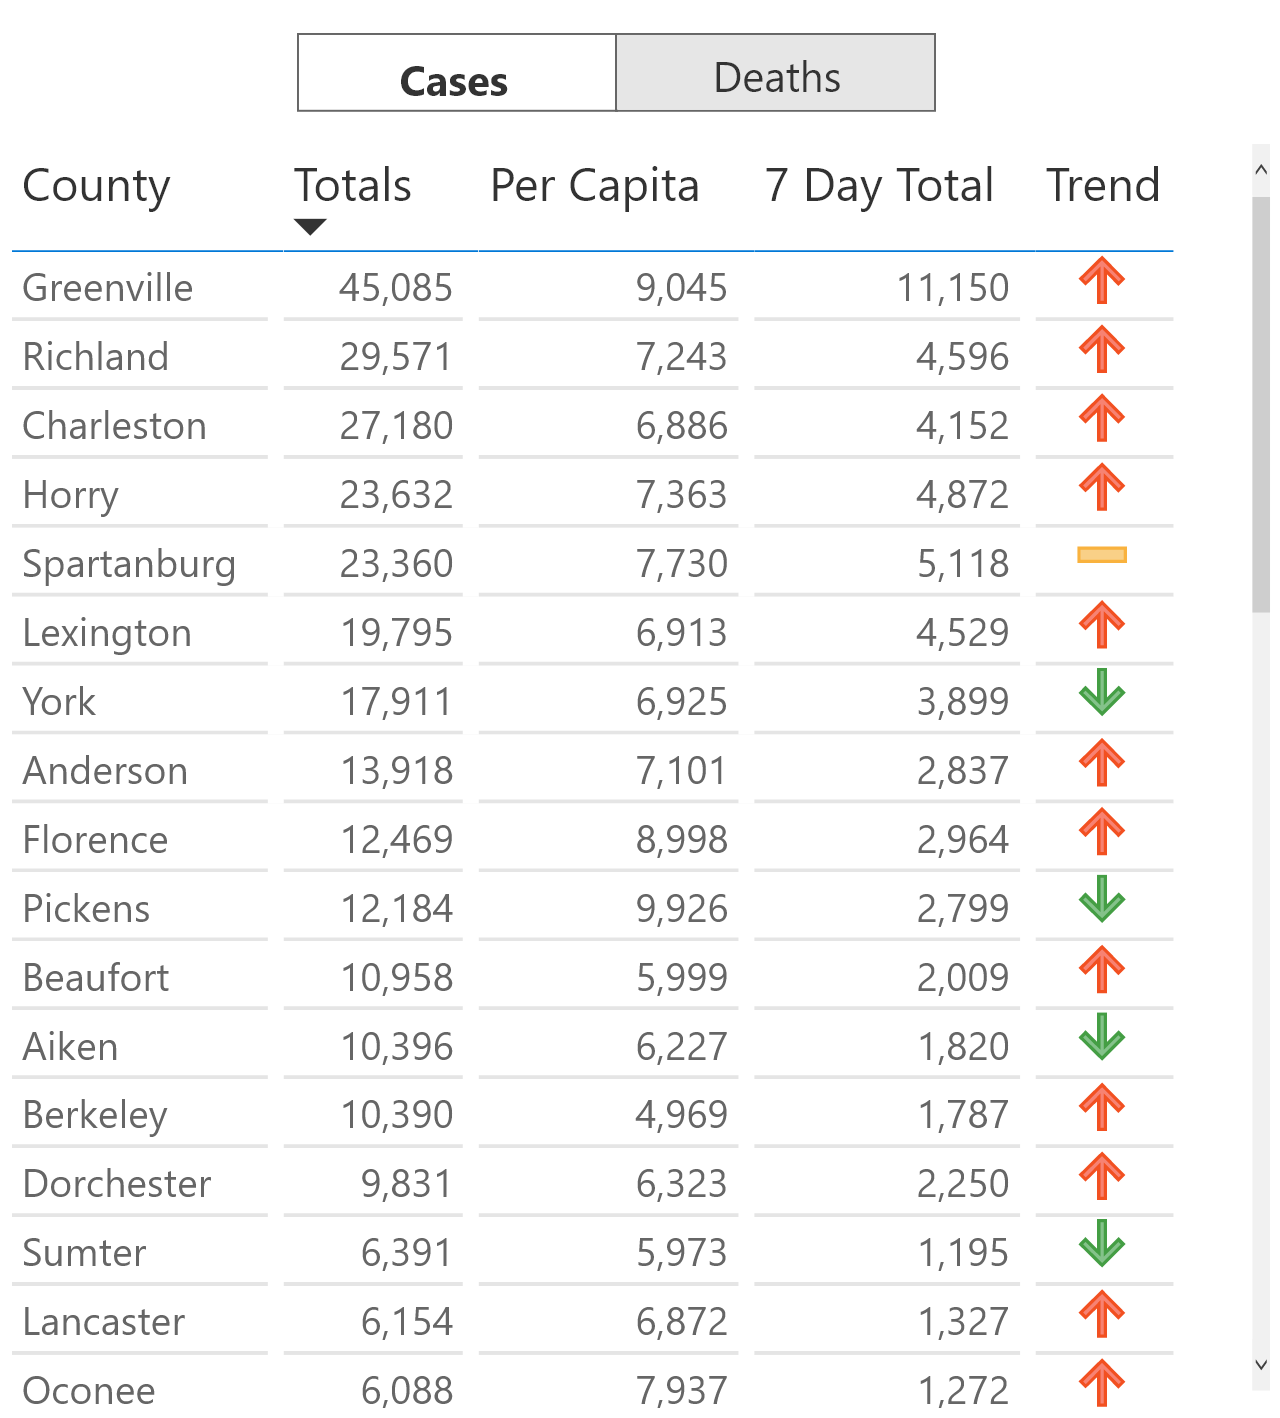 Cases Deaths
County Totals Per Capita 7 Day Total Trend
Greenville 45,085 9,045 11,150
Richland 29,571 7,243 4,596
Charleston 27,180 6,886 4,152
Horry 23,632 7,363 4,872
Spartanburg 23,360 7,730 5,118
Lexington 19,795 6,913 4,529
York 17,911 6,925 3,899
Anderson 13,918 7,101 2,837
Florence 12,469 8,998 2,964
Pickens 12,184 9,926 2,799
Beaufort 10,958 5,999 2,009
Aiken 10,396 6,227 1,820
Berkeley 10,390 4,969 1,787
Dorchester 9,831 6,323 2,250
Sumter 6,391 5,973 1,195
Lancaster 6,154 6,872 1,327
Oconee 6,088 7,937 1,272